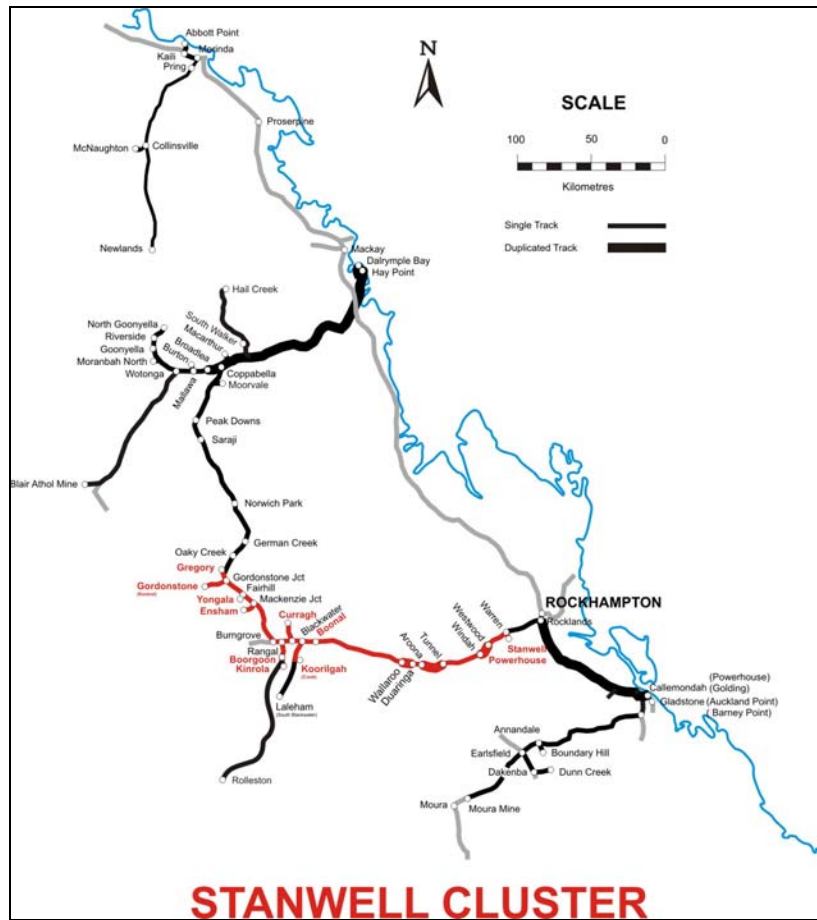 Abbott Point
Kaili
Merinda
Pring
N
SCALE
100 50 0
Kilometres
Single Track
Duplicated Track
Proserpine
McNaughton
Collinsville
Newlands
Mackay
Dalrymple Bay
Hay Point
Hail Creek
North Goonyella
Riverside
Goonyella
Moranbah North
Wotonga
South Walker
Macarthur
Broadlea
Burton
Mallawa
Coppabella
Moorvale
Peak Downs
Saraji
Blair Athol Mine
Norwich Park
German Creek
Oaky Creek
Gregory
Gordonstone Jct
Gordonstone
Fairhill
Yongala
Mackenzie Jct
Ensham
Curragh
Blackwater
Boonal
Burngrove
Rangal
Boorgoon
Kinrola
Koorilgah
(Cook)
Laleham
(South Blackwater)
Rolleston
Wallaroo
Duaringa
Aroona
Tunnel
Windah
Westwood
Warren
Stanwell
Powerhouse
ROCKHAMPTON
Rocklands
Callemondah
(Powerhouse)
(Golding)
Gladstone
(Auckland Point)
( Barney Point)
Annandale
Earlsfield
Boundary Hill
Dakenba
Dunn Creek
Moura
Moura Mine
STANWELL CLUSTER